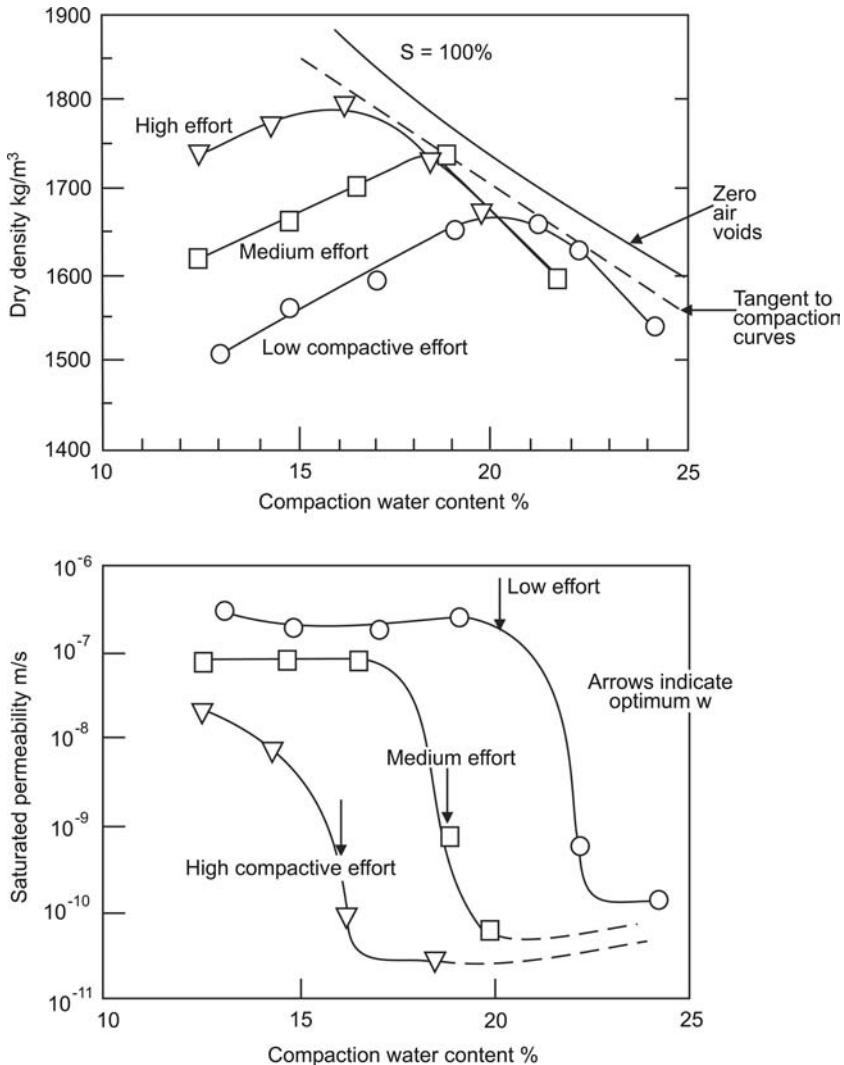 1900
1800
1700
1600
1500
1400
Dry density kg/m³
S = 100%
High effort
Medium effort
Low compactive effort
Zero
air
voids
Tangent to
compaction
curves
10
15
20
25
Compaction water content %
10⁻⁶
10⁻⁷
10⁻⁸
10⁻⁹
10⁻¹⁰
10⁻¹¹
Saturated permeability m/s
Low effort
Arrows indicate
optimum w
Medium effort
High compactive effort
10
15
20
25
Compaction water content %